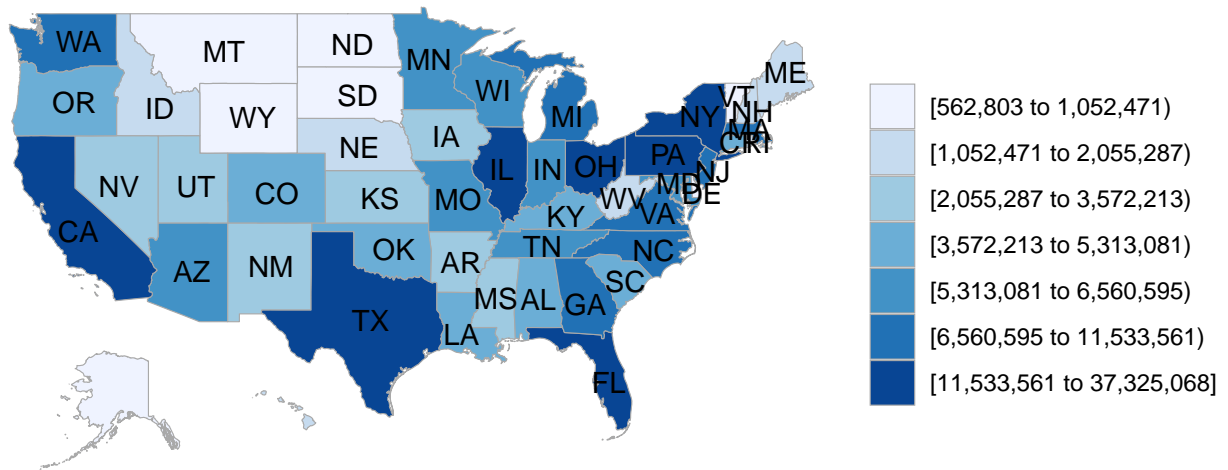 WA
MT
ND
MN
ME
OR
ID
SD
WI
VT
NH
WY
MI
NY
MA
CT
RI
NE
IA
PA
NJ
NV
UT
CO
KS
MO
IL
IN
OH
MD
DE
WV
VA
CA
KY
AZ
NM
OK
AR
TN
NC
SC
MS
AL
GA
TX
LA
FL
[562,803 to 1,052,471)
[1,052,471 to 2,055,287)
[2,055,287 to 3,572,213)
[3,572,213 to 5,313,081)
[5,313,081 to 6,560,595)
[6,560,595 to 11,533,561)
[11,533,561 to 37,325,068]